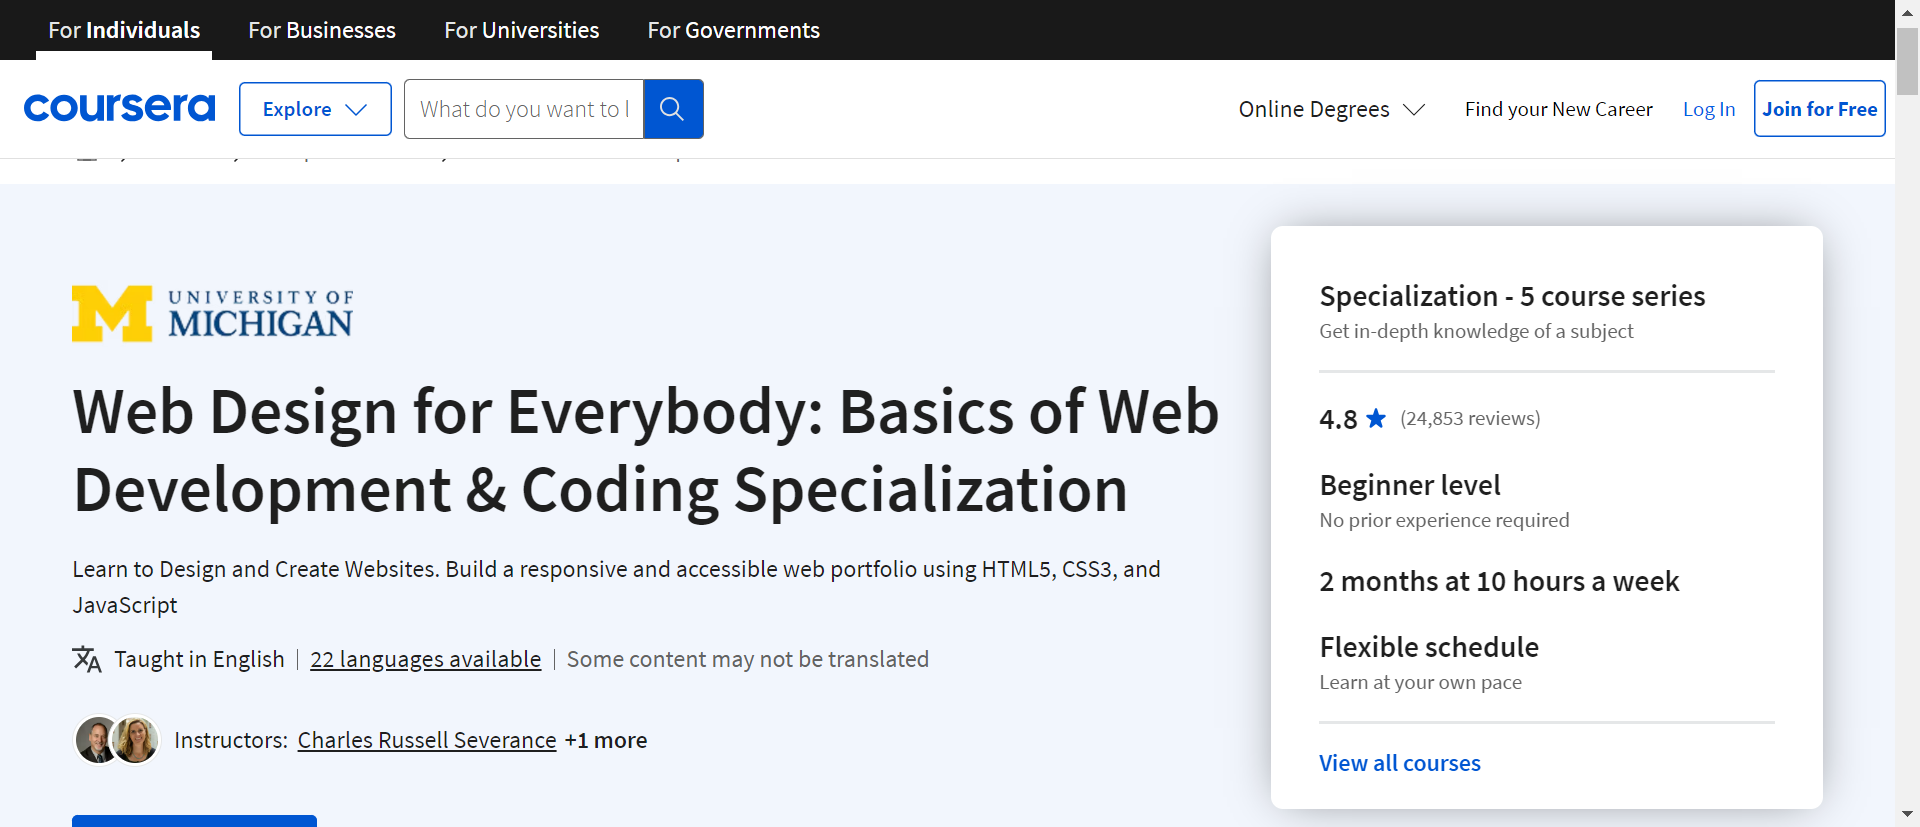 For Individuals For Businesses For Universities For Governments
coursera Explore What do you want to l Online Degrees Find your New Career Log In Join for Free
UNIVERSITY OF
MICHIGAN
Web Design for Everybody: Basics of Web
Development & Coding Specialization
Learn to Design and Create Websites. Build a responsive and accessible web portfolio using HTML5, CSS3, and
JavaScript
Taught in English | 22 languages available | Some content may not be translated
Instructors: Charles Russell Severance +1 more
Specialization - 5 course series
Get in-depth knowledge of a subject
4.8 ★ (24,853 reviews)
Beginner level
No prior experience required
2 months at 10 hours a week
Flexible schedule
Learn at your own pace
View all courses